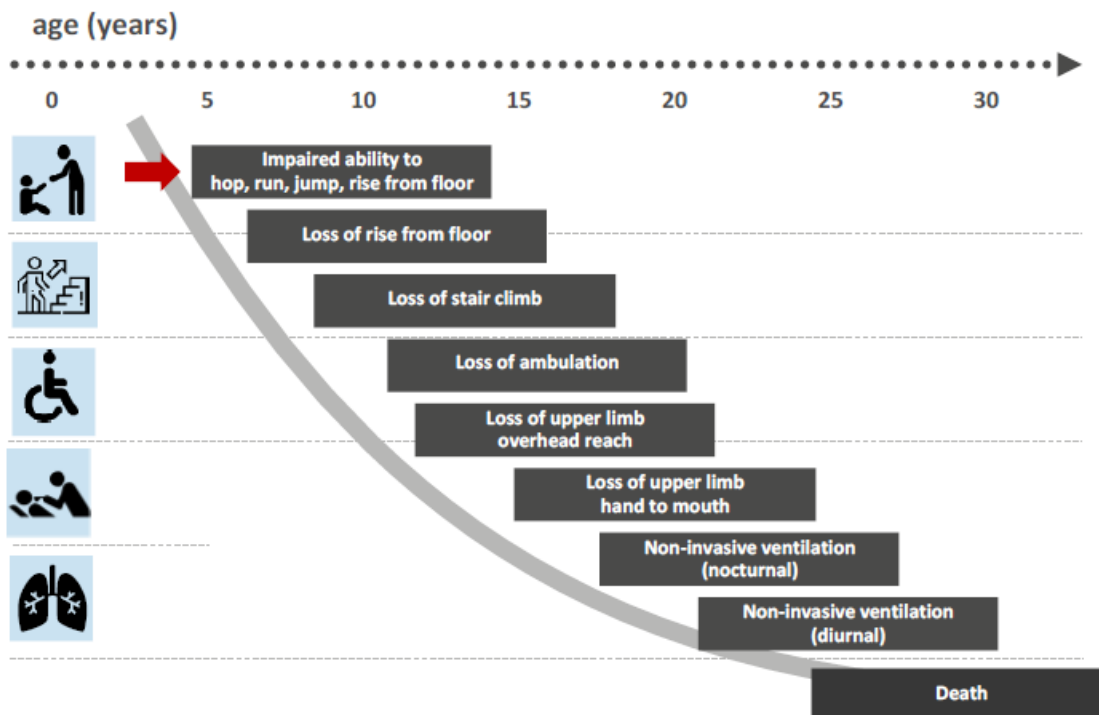 age (years)
0 5 10 15 20 25 30
Impaired ability to
hop, run, jump, rise from floor
Loss of rise from floor
Loss of stair climb
Loss of ambulation
Loss of upper limb
overhead reach
Loss of upper limb
hand to mouth
Non-invasive ventilation
(nocturnal)
Non-invasive ventilation
(diurnal)
Death